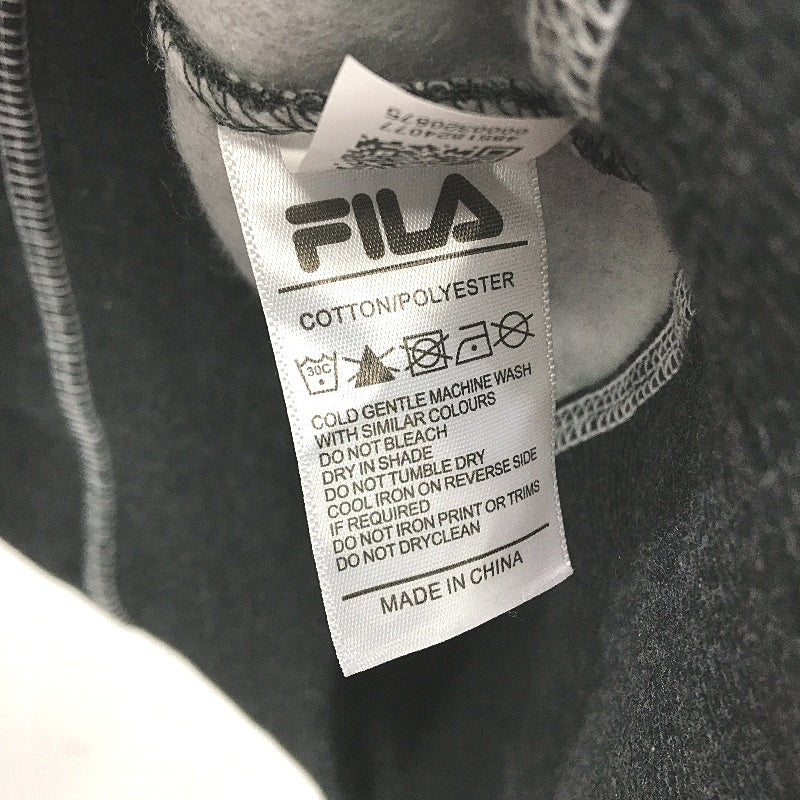 FILA
COTTON/POLYESTER
30C
COLD GENTLE MACHINE WASH
WITH SIMILAR COLOURS
DO NOT BLEACH
DRY IN SHADE
DO NOT TUMBLE DRY
COOL IRON ON REVERSE SIDE
IF REQUIRED
DO NOT IRON PRINT OR TRIMS
DO NOT DRYCLEAN
MADE IN CHINA